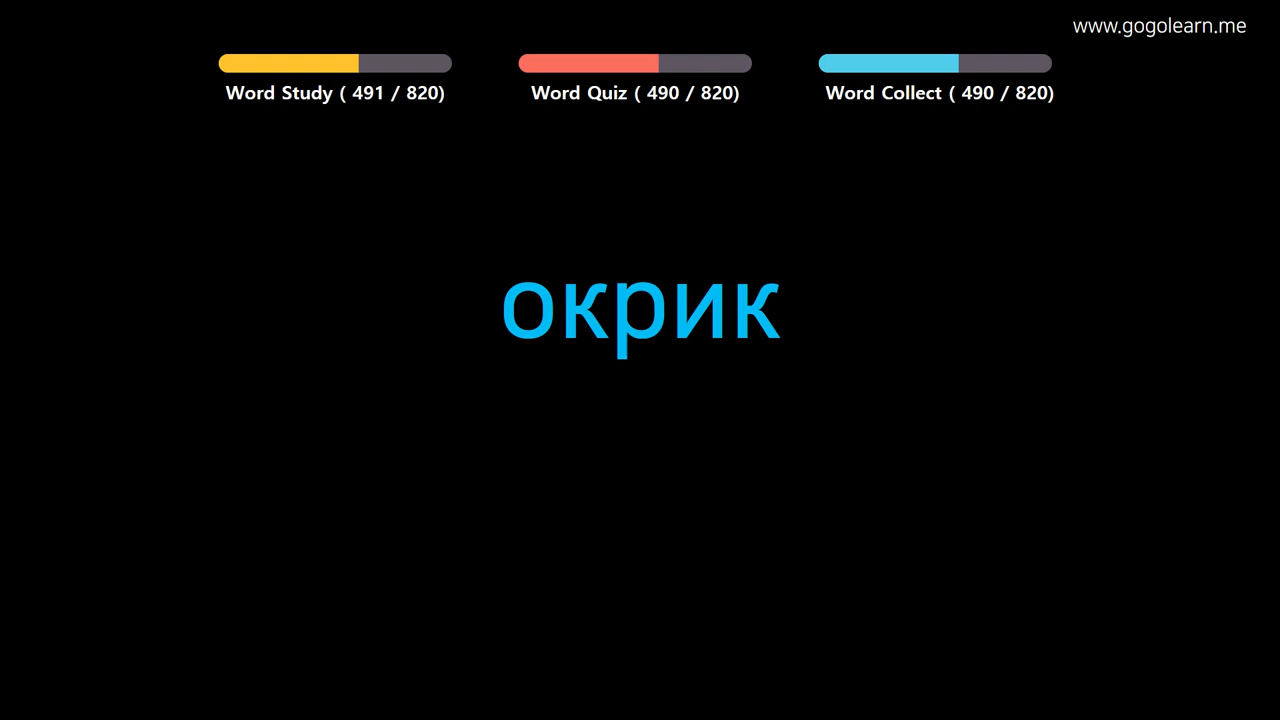 www.gogolearn.me
Word Study ( 491 / 820)
Word Quiz ( 490 / 820)
Word Collect ( 490 / 820)
окрик